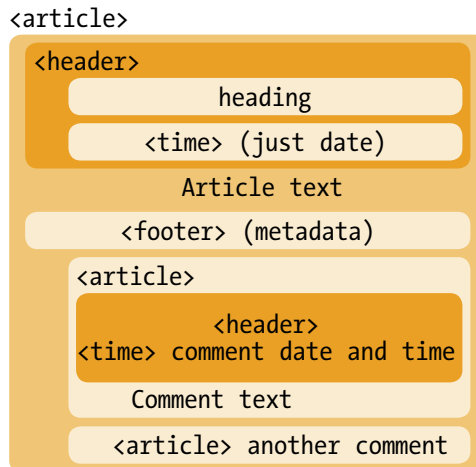 <article>
<header>
heading
<time> (just date)
Article text
<footer> (metadata)
<article>
<header>
<time> comment date and time
Comment text
<article> another comment